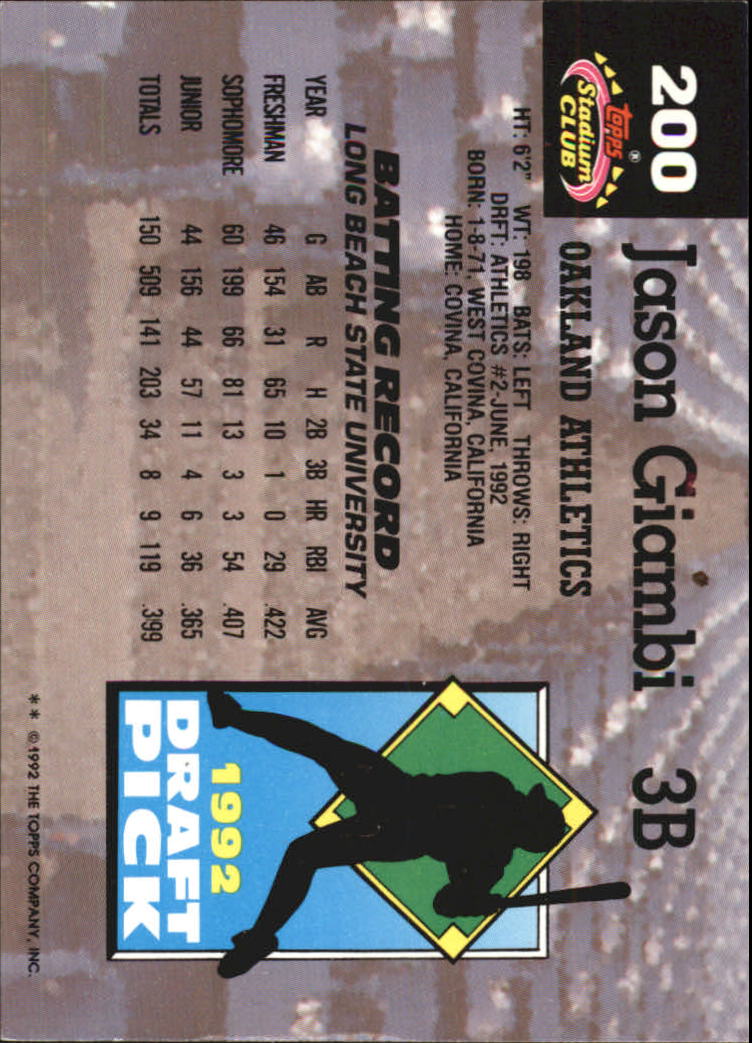 200
Topps®
Stadium
CLUB
Jason Giambi 3B
OAKLAND ATHLETICS
HT: 6'2" WT: 198 BATS: LEFT THROWS: RIGHT
DRFT: ATHLETICS #2-JUNE, 1992
BORN: 1-8-71, WEST COVINA, CALIFORNIA
HOME: COVINA, CALIFORNIA
BATTING RECORD
LONG BEACH STATE UNIVERSITY
YEAR G AB R H 2B 3B HR RBI AVG
FRESHMAN 46 154 31 65 10 1 0 29 .422
SOPHOMORE 60 199 66 81 13 3 3 54 .407
JUNIOR 44 156 44 57 11 4 6 36 .365
TOTALS 150 509 141 203 34 8 9 119 .399
1992
DRAFT
PICK
** ©1992 THE TOPPS COMPANY, INC.